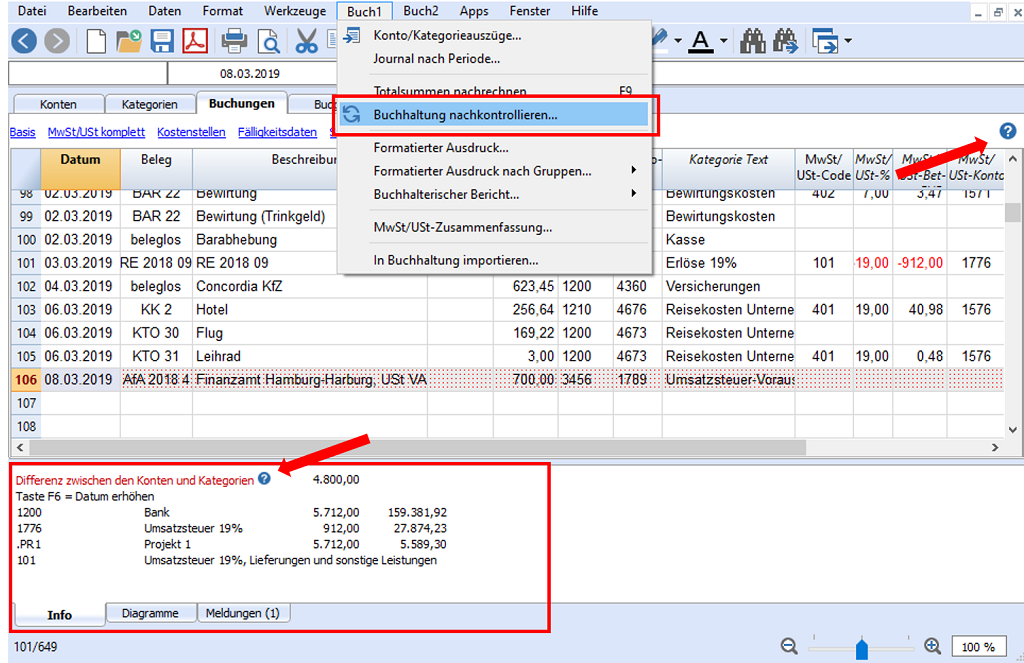 Datei Bearbeiten Daten Format Werkzeuge Buch1 Buch2 Apps Fenster Hilfe
08.03.2019
Konto/Kategorieauszüge...
Journal nach Periode...
Totalsummen nachrechnen F9
Buchhaltung nachkontrollieren...
Formatierter Ausdruck...
Formatierter Ausdruck nach Gruppen...
Buchhalterischer Bericht...
MwSt/USt-Zusammenfassung...
In Buchhaltung importieren...
Konten Kategorien Buchungen
Basis MwSt/USt komplett Kostenstellen Fälligkeitsdaten
Datum Beleg Kategorie Text MwSt/ USt-Code MwSt/ USt-% MwSt/ USt-Bet- MwSt/ USt-Konto
98 02.03.2019 BAR 22 Bewirtung Bewirtungskosten 402 7,00 3,47 1571
99 02.03.2019 BAR 22 Bewirtung (Trinkgeld) Bewirtungskosten
100 02.03.2019 beleglos Barabhebung Kasse
101 03.03.2019 RE 2018 09 RE 2018 09 Erlöse 19% 101 -19,00 -912,00 1776
102 04.03.2019 beleglos Concordia KfZ 623,45 1200 4360 Versicherungen
103 06.03.2019 KK 2 Hotel 256,64 1210 4676 Reisekosten Unterne 401 19,00 40,98 1576
104 06.03.2019 KTO 30 Flug 169,22 1200 4673 Reisekosten Unterne
105 06.03.2019 KTO 31 Leihrad 3,00 1200 4673 Reisekosten Unterne 401 19,00 0,48 1576
106 08.03.2019 AfA 2018 4 Finanzamt Hamburg-Harburg, USt VA 700,00 3456 1789 Umsatzsteuer-Voraus
107
108
Differenz zwischen den Konten und Kategorien 4.800,00
Taste F6 = Datum erhöhen
1200 Bank 5.712,00 159.381,92
1776 Umsatzsteuer 19% 912,00 27.874,23
.PR1 Projekt 1 5.712,00 5.589,30
101 Umsatzsteuer 19%, Lieferungen und sonstige Leistungen
Info Diagramme Meldungen (1)
101/649 100 %